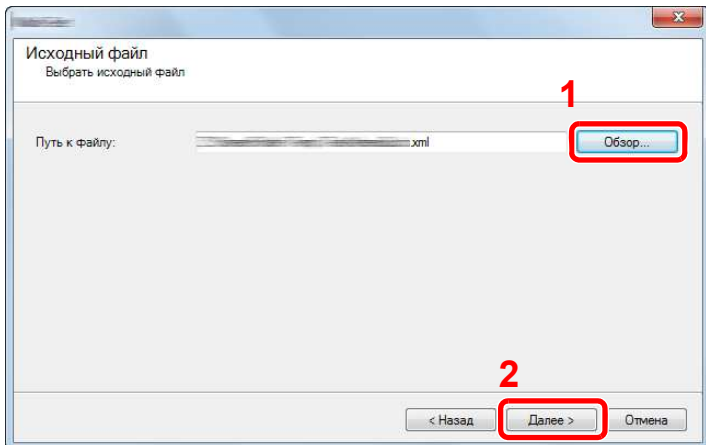 Исходный файл
Выбрать исходный файл
1
Путь к файлу: .xml Обзор...
2
< Назад Далее > Отмена